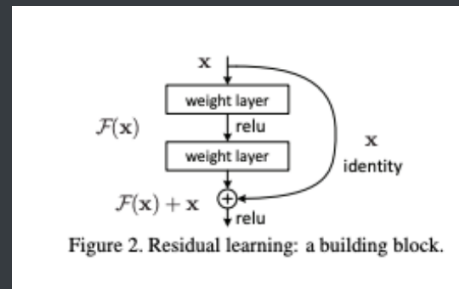 x
weight layer
F(x)
relu
weight layer
x
identity
F(x) + x
relu
Figure 2. Residual learning: a building block.